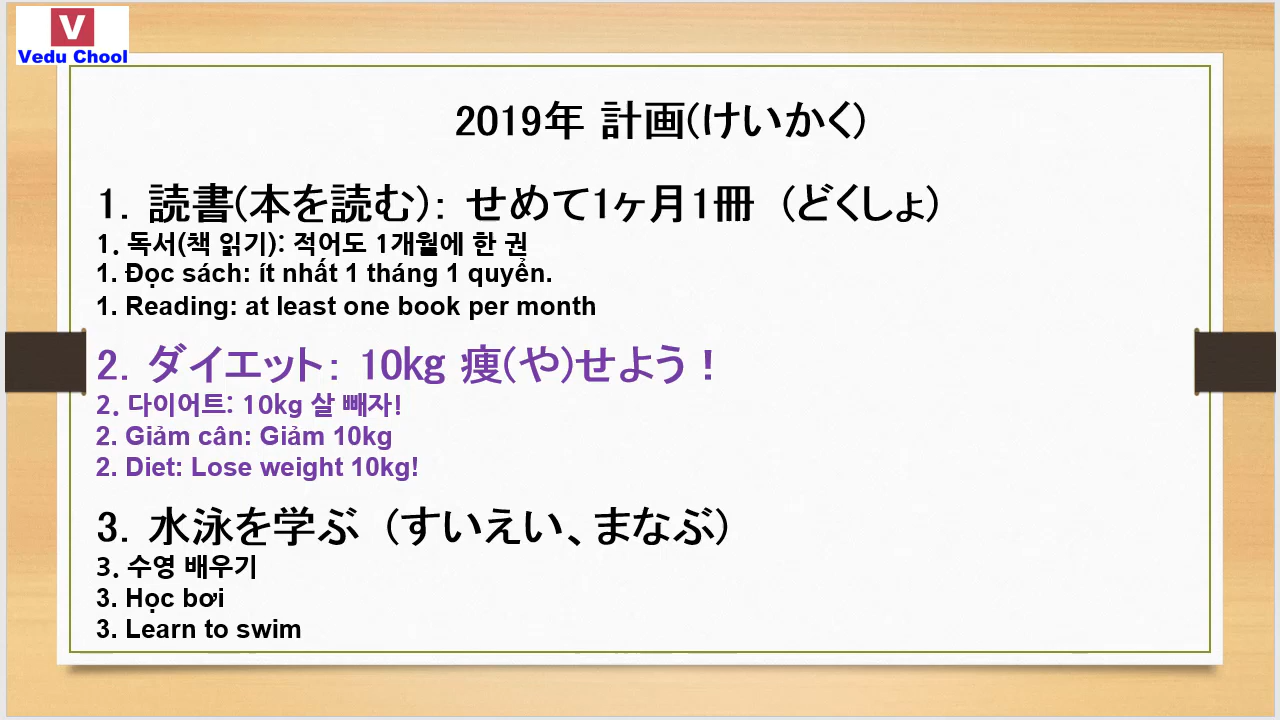 V
Vedu Chool
2019年 計画(けいかく)
1. 読書(本を読む): せめて1ヶ月1冊 (どくしょ)
1. 독서(책 읽기): 적어도 1개월에 한 권
1. Đọc sách: ít nhất 1 tháng 1 quyển.
1. Reading: at least one book per month
2. ダイエット: 10kg 痩(や)せよう!
2. 다이어트: 10kg 살 빼자!
2. Giảm cân: Giảm 10kg
2. Diet: Lose weight 10kg!
3. 水泳を学ぶ (すいえい、まなぶ)
3. 수영 배우기
3. Học bơi
3. Learn to swim